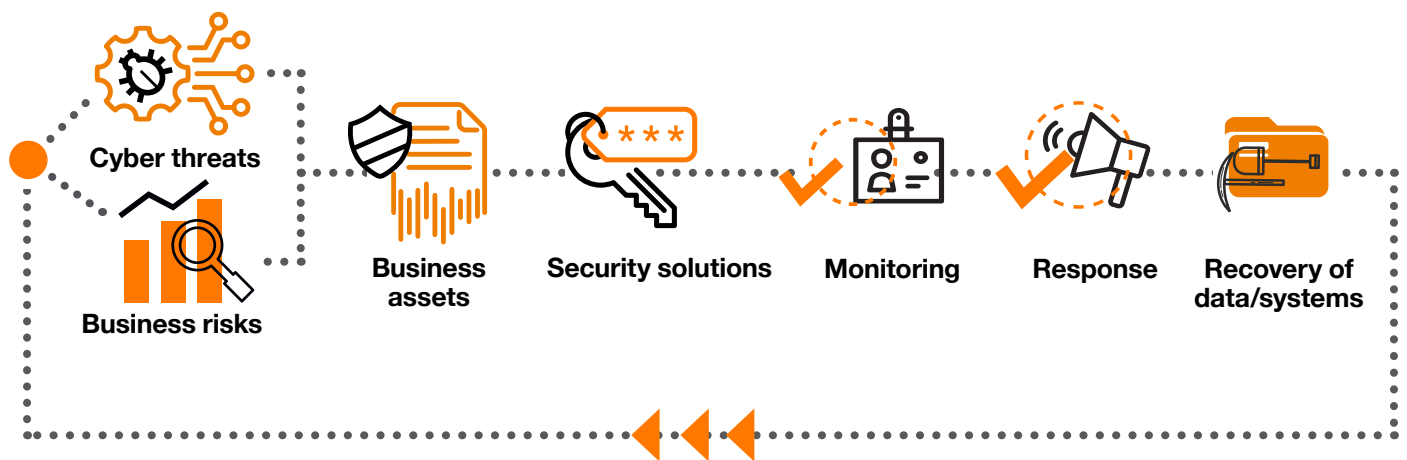 Cyber threats
Business risks
Business
assets
Security solutions
***
Monitoring
Response
Recovery of
data/systems